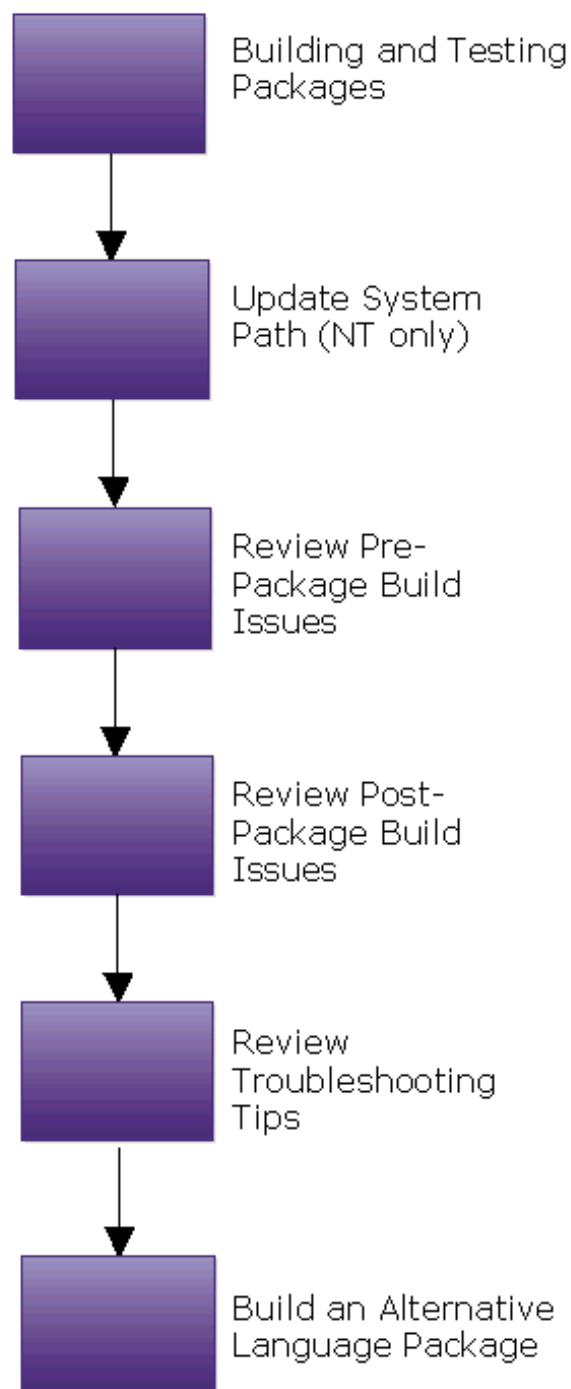 Building and Testing
Packages
Update System
Path (NT only)
Review Pre-
Package Build
Issues
Review Post-
Package Build
Issues
Review
Troubleshooting
Tips
Build an Alternative
Language Package